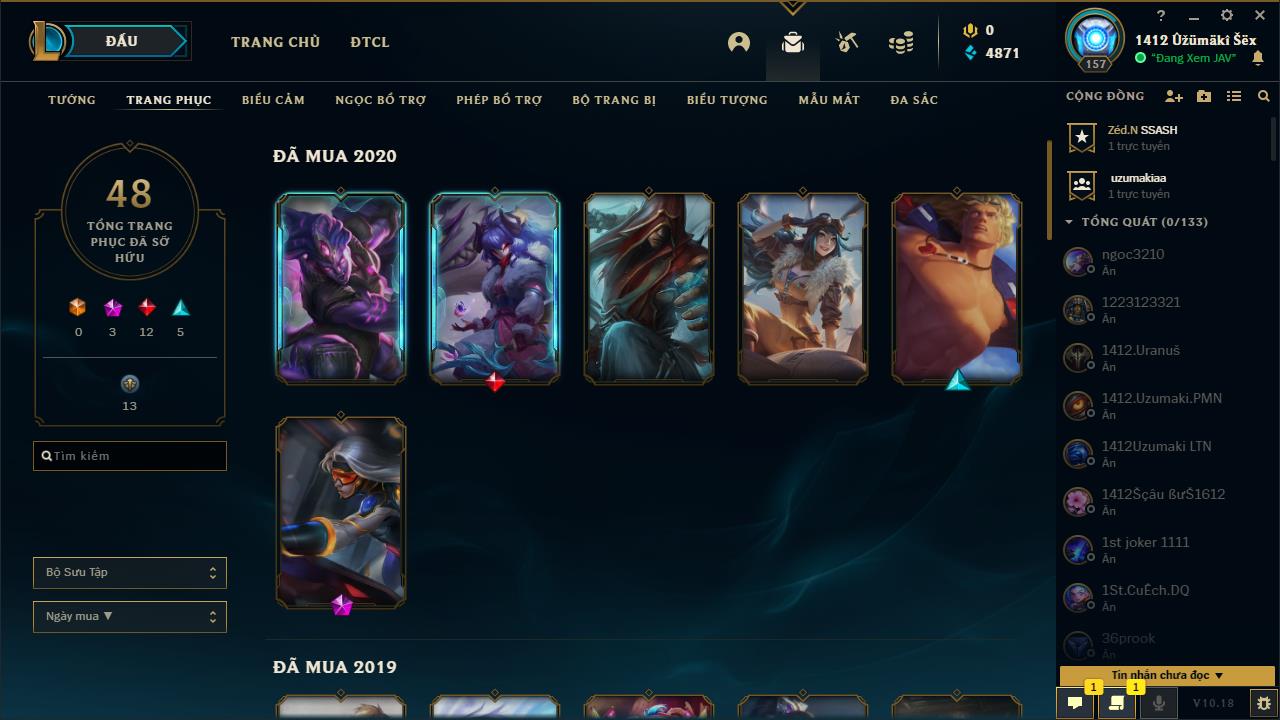 ĐẤU
TRANG CHỦ
ĐTCL
0
4871
?
157
1412 Ûžümäkî Šëx
"Đang Xem JAV"
TƯỚNG
TRANG PHỤC
BIỂU CẢM
NGỌC BỔ TRỢ
PHÉP BỔ TRỢ
BỘ TRANG BỊ
BIỂU TƯỢNG
MẪU MẮT
ĐA SẮC
CỘNG ĐỒNG
48
TỔNG TRANG
PHỤC ĐÃ SỞ
HỮU
0
3
12
5
13
Tìm kiếm
Bộ Sưu Tập
Ngày mua ▼
ĐÃ MUA 2020
ĐÃ MUA 2019
Zéd.N SSASH
1 trực tuyến
uzumakiaa
1 trực tuyến
TỔNG QUÁT (0/133)
ngoc3210
Ẩn
1223123321
Ẩn
1412.Uranuš
Ẩn
1412.Uzumaki.PMN
Ẩn
1412Uzumaki LTN
Ẩn
1412Šçâu ßưŠ1612
Ẩn
1st joker 1111
Ẩn
1St.CuẾch.DQ
Ẩn
36prook
Ẩn
Tin nhắn chưa đọc ▼
1
1
V10.18